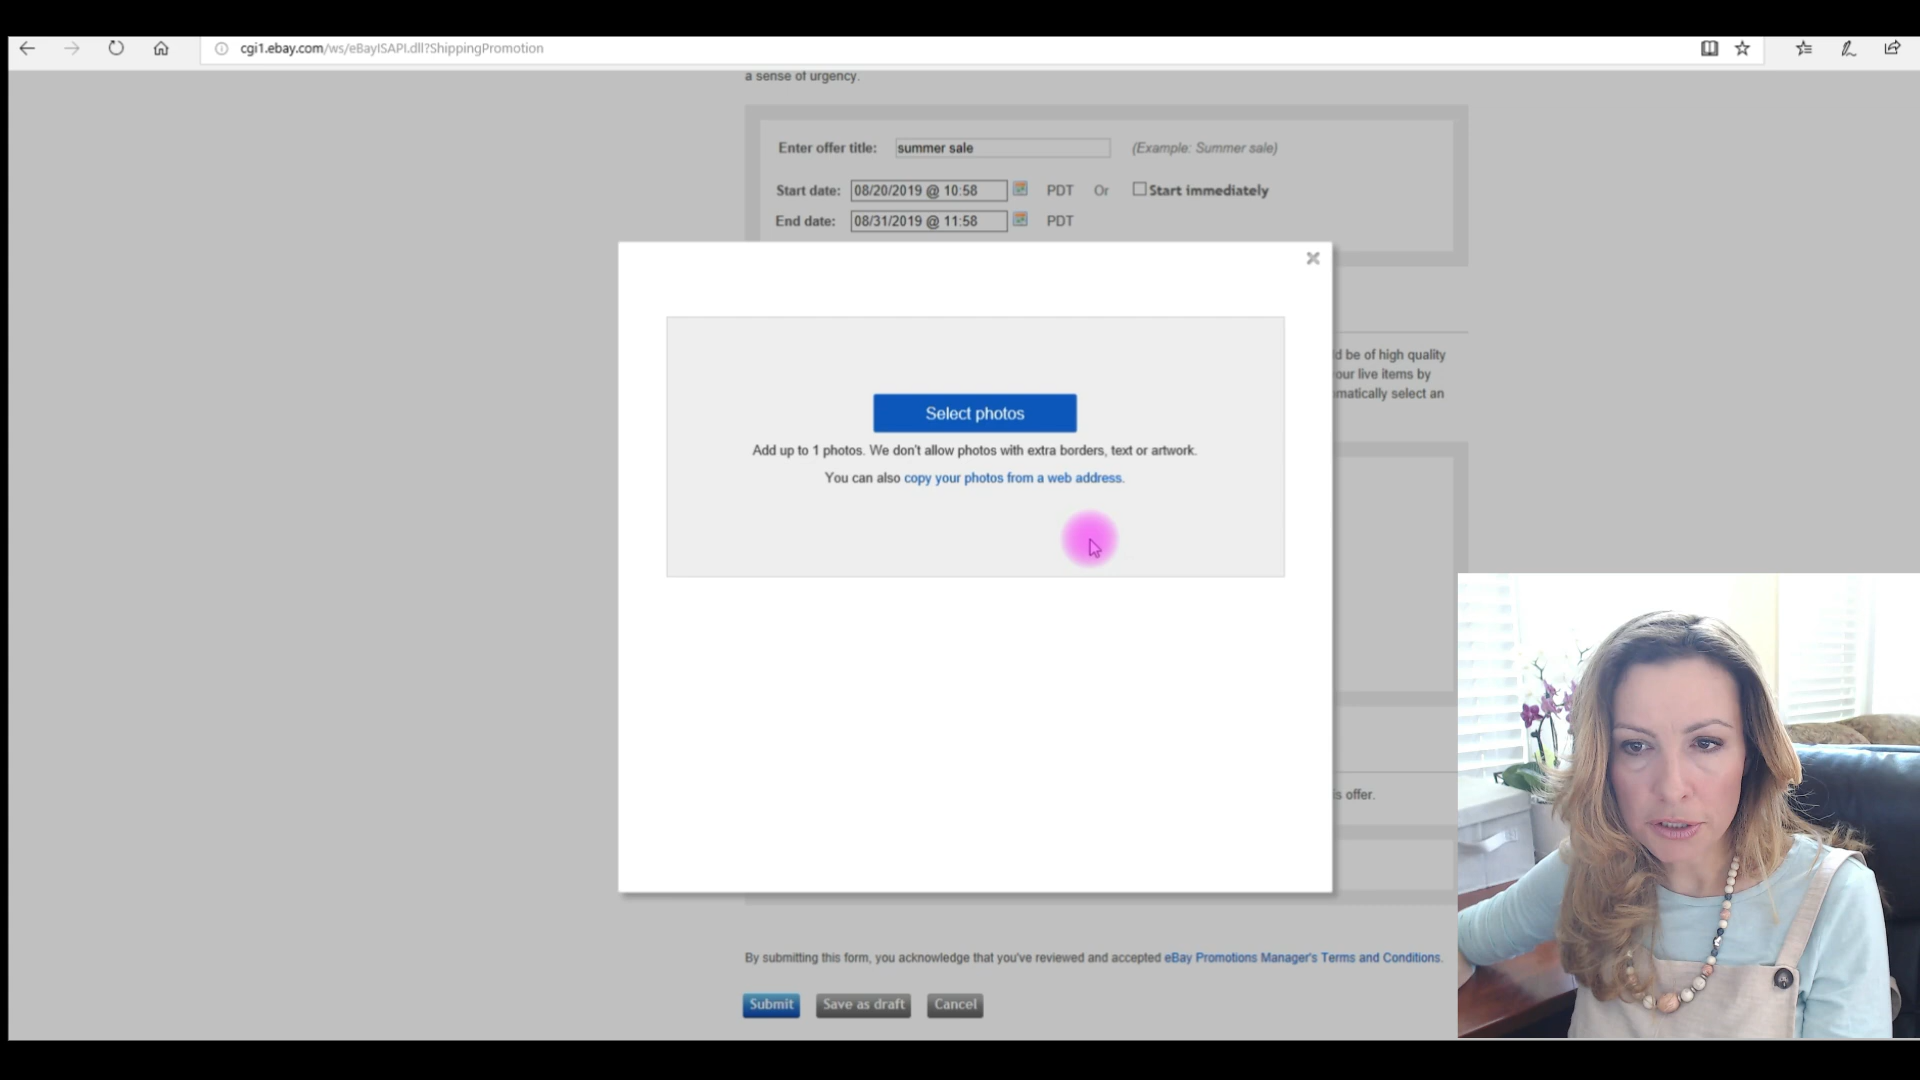 cgi1.ebay.com/ws/eBayISAPI.dll?ShippingPromotion
a sense of urgency.
Enter offer title: summer sale (Example: Summer sale)
Start date: 08/20/2019 @ 10:58 PDT Or Start immediately
End date: 08/31/2019 @ 11:58 PDT
d be of high quality
our live items by
matically select an
Select photos
Add up to 1 photos. We don't allow photos with extra borders, text or artwork.
You can also copy your photos from a web address.
is offer.
By submitting this form, you acknowledge that you've reviewed and accepted eBay Promotions Manager's Terms and Conditions.
Submit Save as draft Cancel